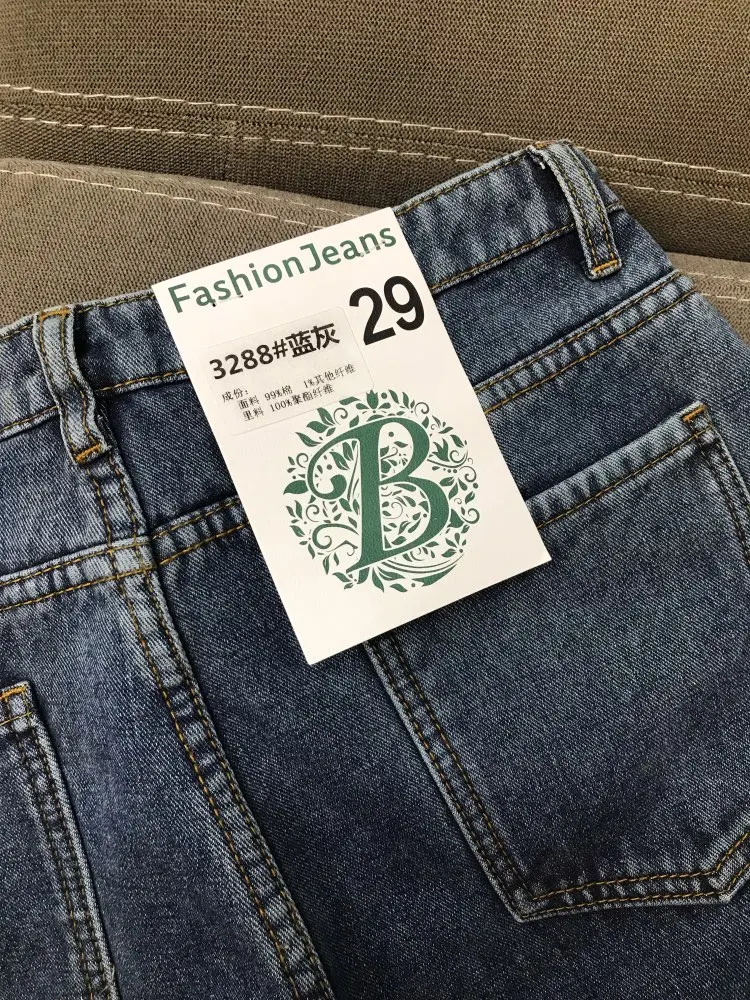 FashionJeans
29
3288#蓝灰
成份:
面料 99%棉 1%其他纤维
里料 100%聚酯纤维
B